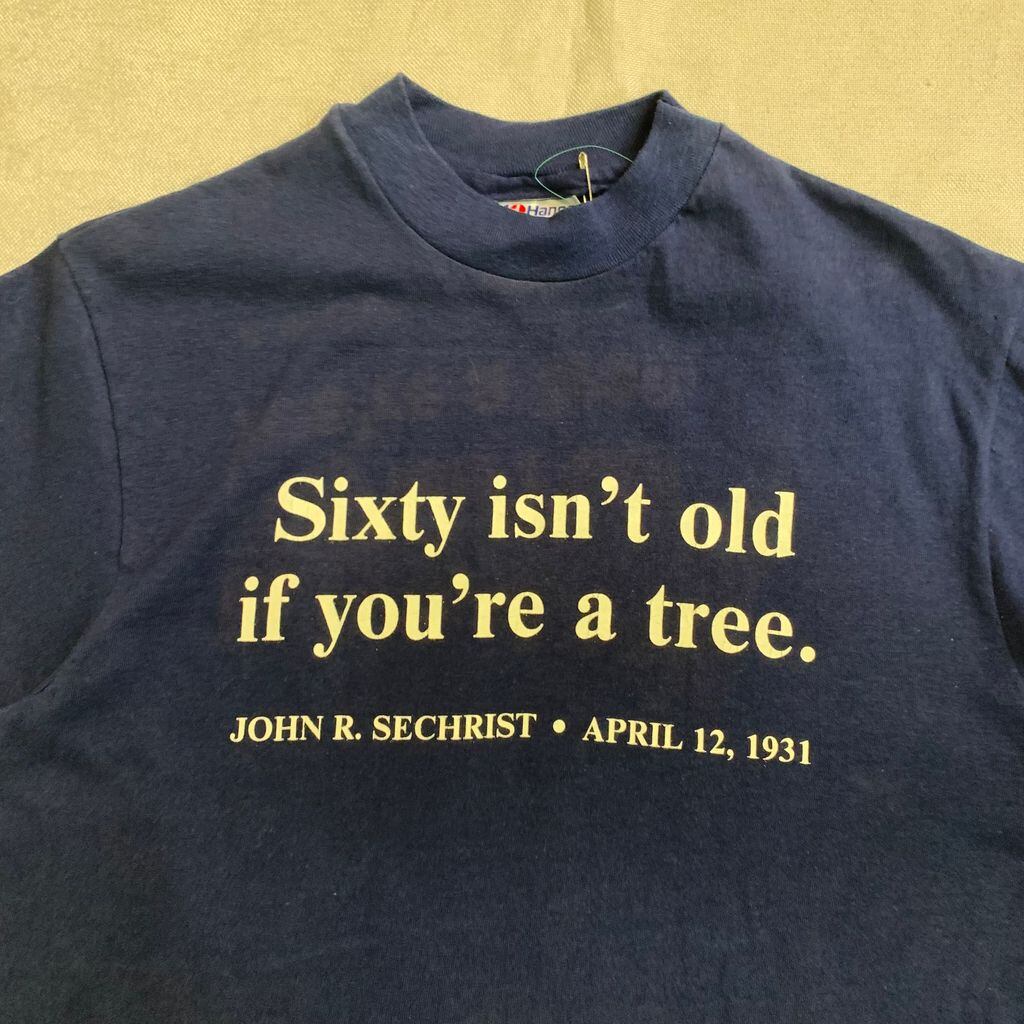 Sixty isn’t old
if you’re a tree.
JOHN R. SECHRIST • APRIL 12, 1931